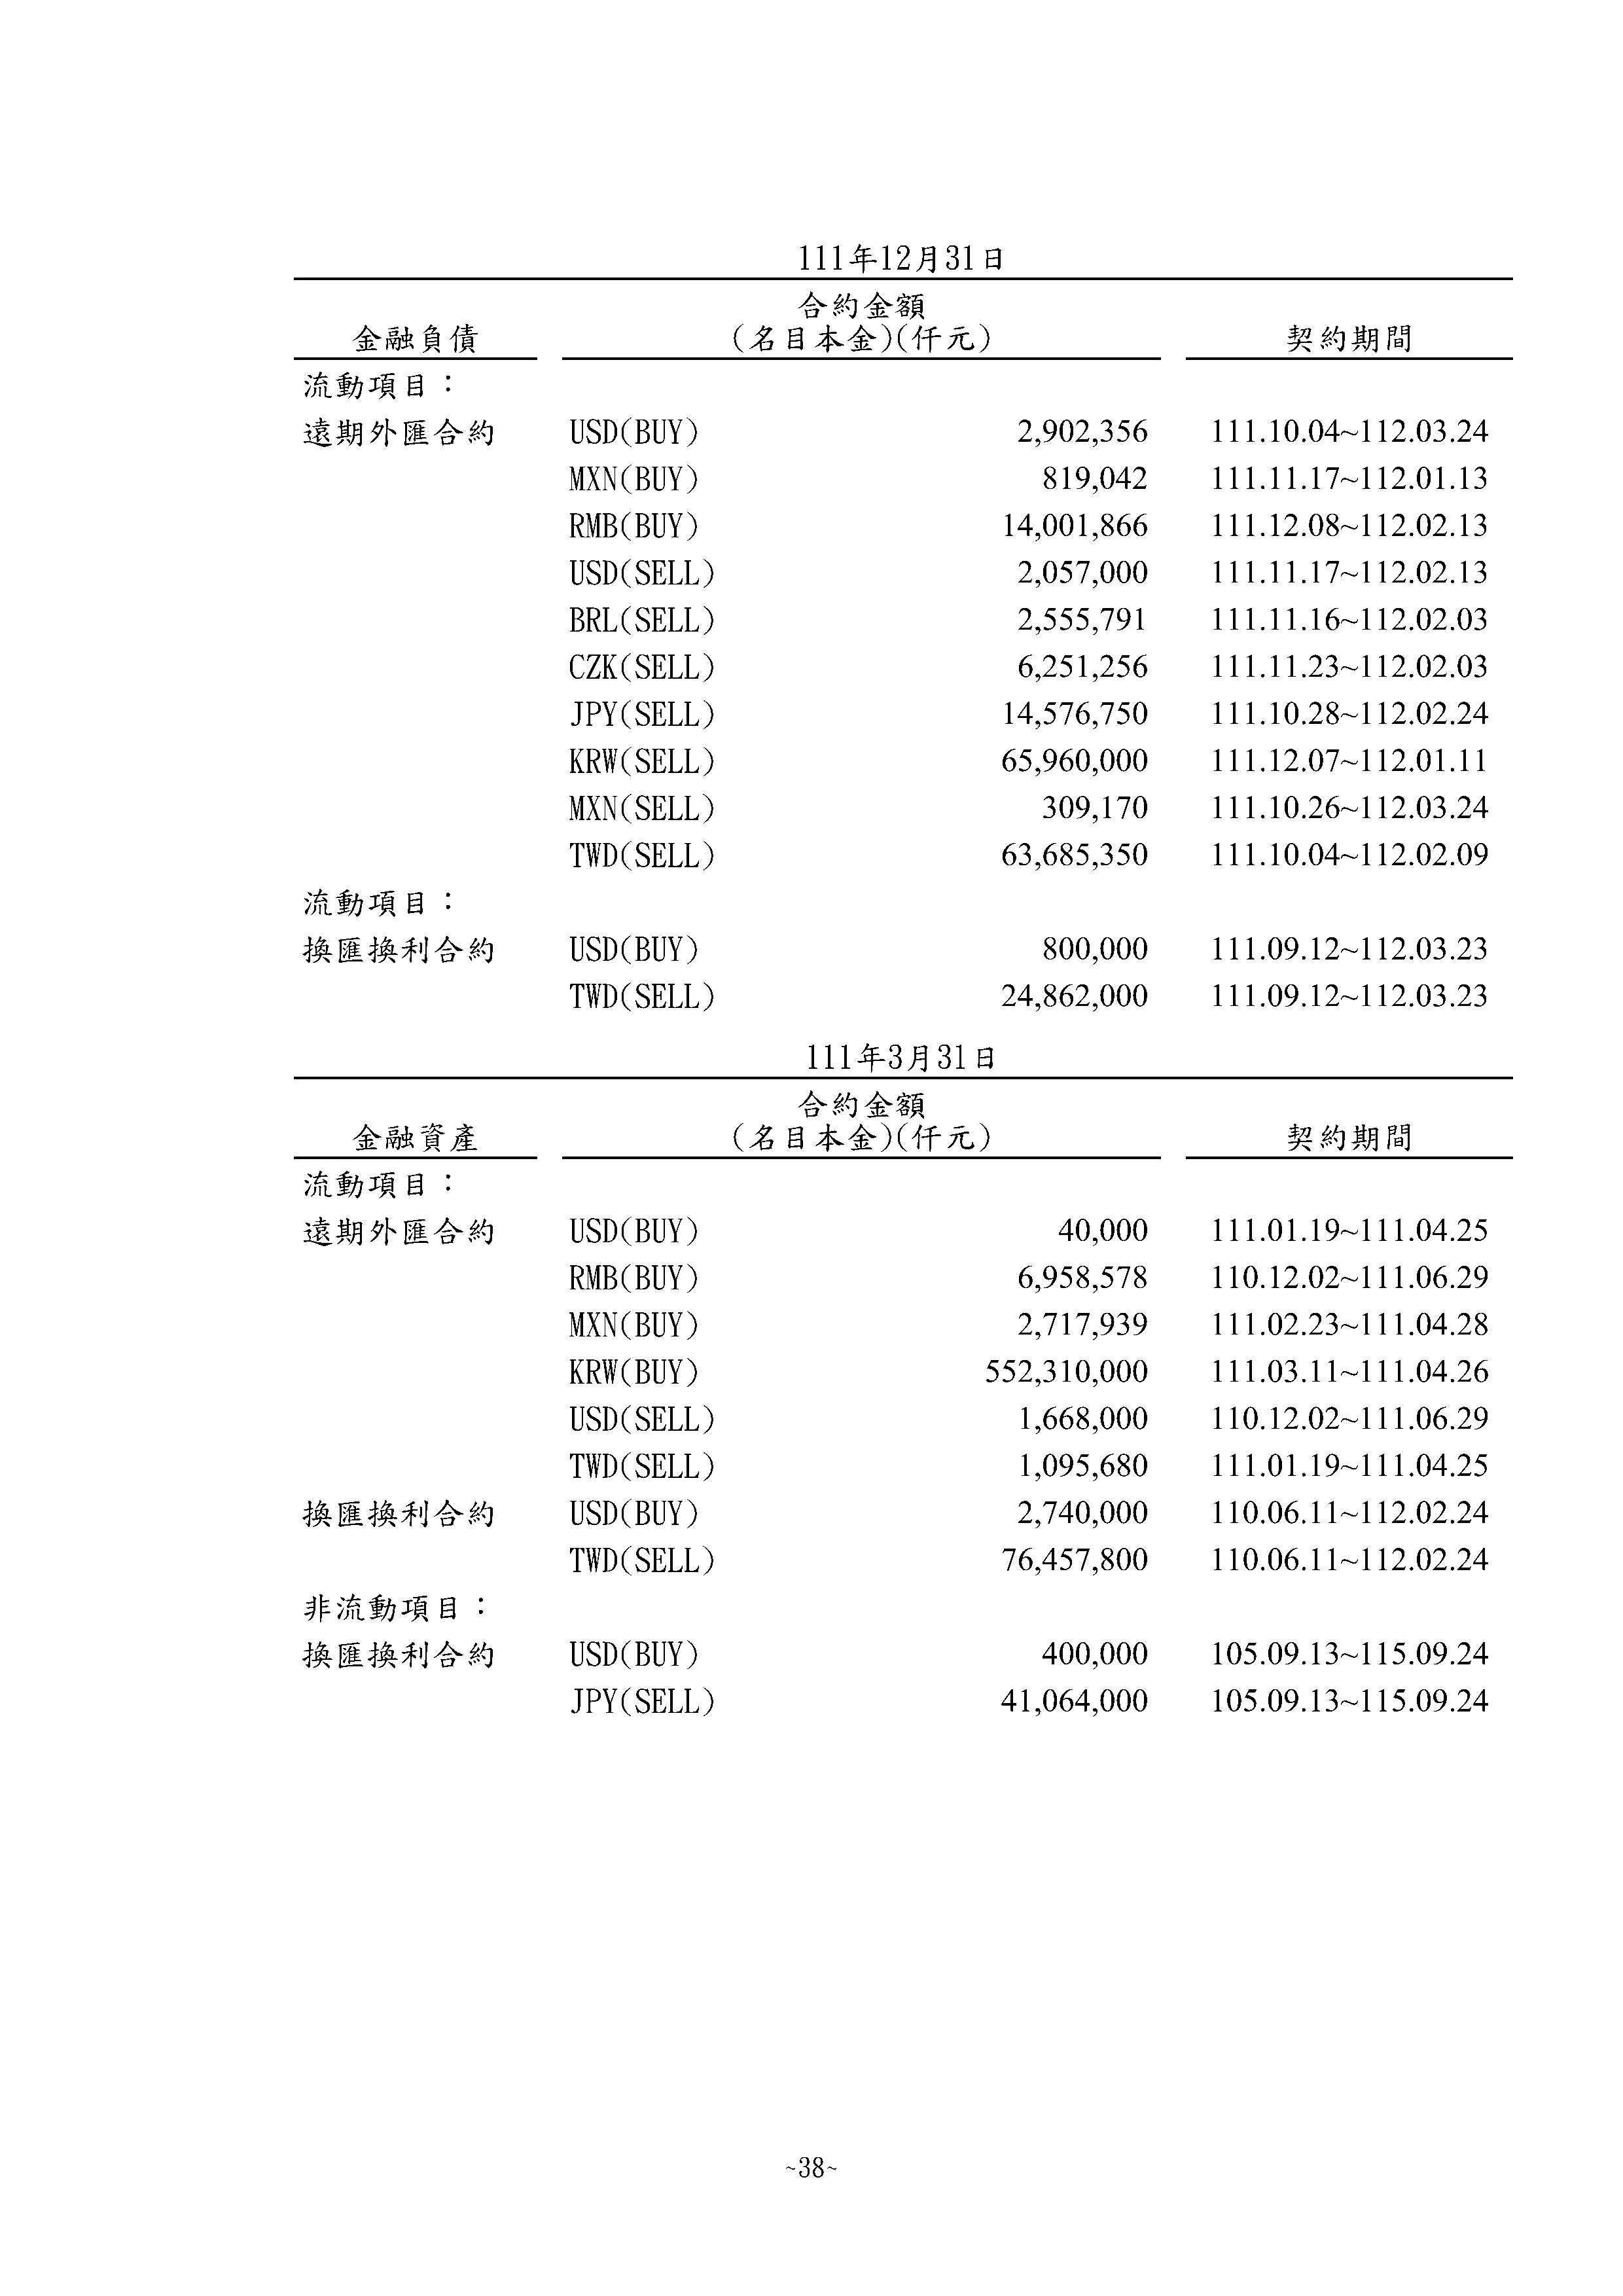 111年12月31日
合約金額
金融負債 (名目本金)(仟元) 契約期間
流動項目：
遠期外匯合約 USD(BUY) 2,902,356 111.10.04~112.03.24
MXN(BUY) 819,042 111.11.17~112.01.13
RMB(BUY) 14,001,866 111.12.08~112.02.13
USD(SELL) 2,057,000 111.11.17~112.02.13
BRL(SELL) 2,555,791 111.11.16~112.02.03
CZK(SELL) 6,251,256 111.11.23~112.02.03
JPY(SELL) 14,576,750 111.10.28~112.02.24
KRW(SELL) 65,960,000 111.12.07~112.01.11
MXN(SELL) 309,170 111.10.26~112.03.24
TWD(SELL) 63,685,350 111.10.04~112.02.09
流動項目：
換匯換利合約 USD(BUY) 800,000 111.09.12~112.03.23
TWD(SELL) 24,862,000 111.09.12~112.03.23
111年3月31日
合約金額
金融資產 (名目本金)(仟元) 契約期間
流動項目：
遠期外匯合約 USD(BUY) 40,000 111.01.19~111.04.25
RMB(BUY) 6,958,578 110.12.02~111.06.29
MXN(BUY) 2,717,939 111.02.23~111.04.28
KRW(BUY) 552,310,000 111.03.11~111.04.26
USD(SELL) 1,668,000 110.12.02~111.06.29
TWD(SELL) 1,095,680 111.01.19~111.04.25
換匯換利合約 USD(BUY) 2,740,000 110.06.11~112.02.24
TWD(SELL) 76,457,800 110.06.11~112.02.24
非流動項目：
換匯換利合約 USD(BUY) 400,000 105.09.13~115.09.24
JPY(SELL) 41,064,000 105.09.13~115.09.24
~38~